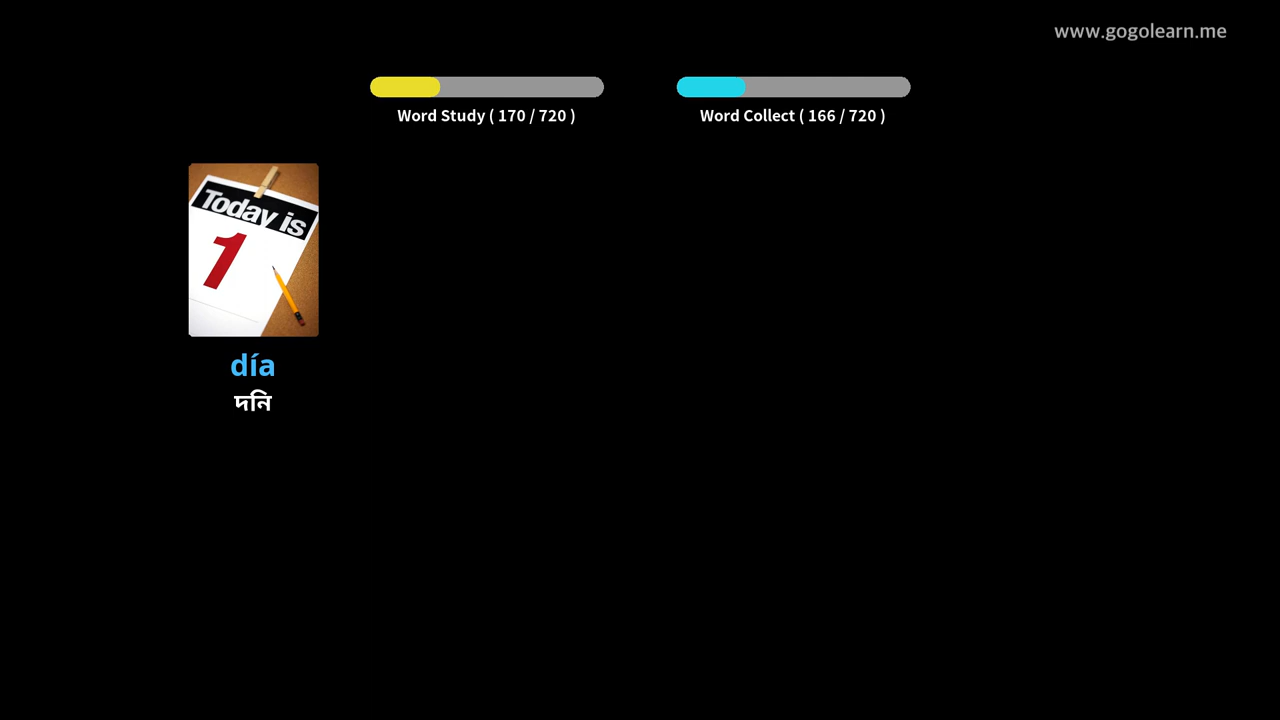 www.gogolearn.me
Word Study ( 170 / 720 )
Word Collect ( 166 / 720 )
Today is
1
día
দনি